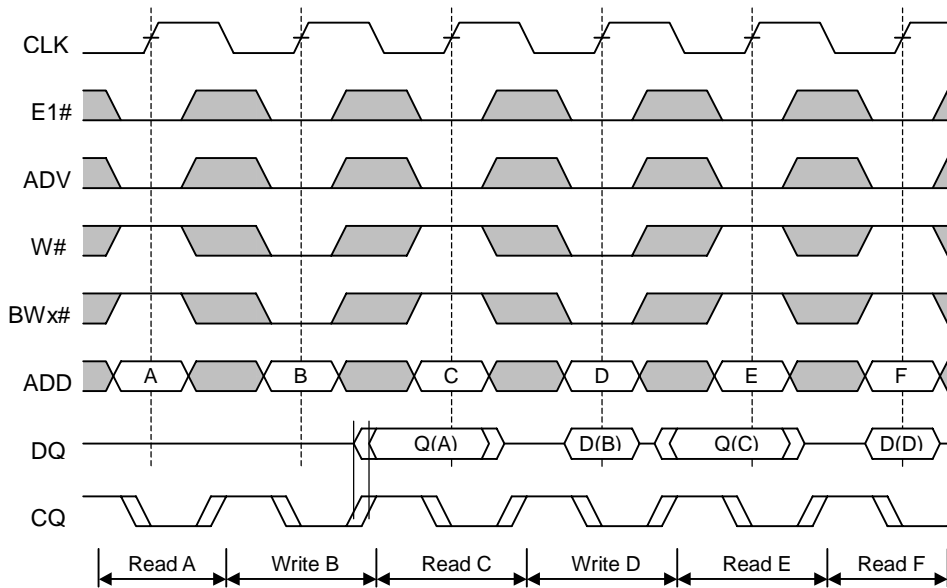 CLK
E1#
ADV
W#
BWx#
ADD A B C D E F
DQ Q(A) D(B) Q(C) D(D)
CQ
Read A Write B Read C Write D Read E Read F